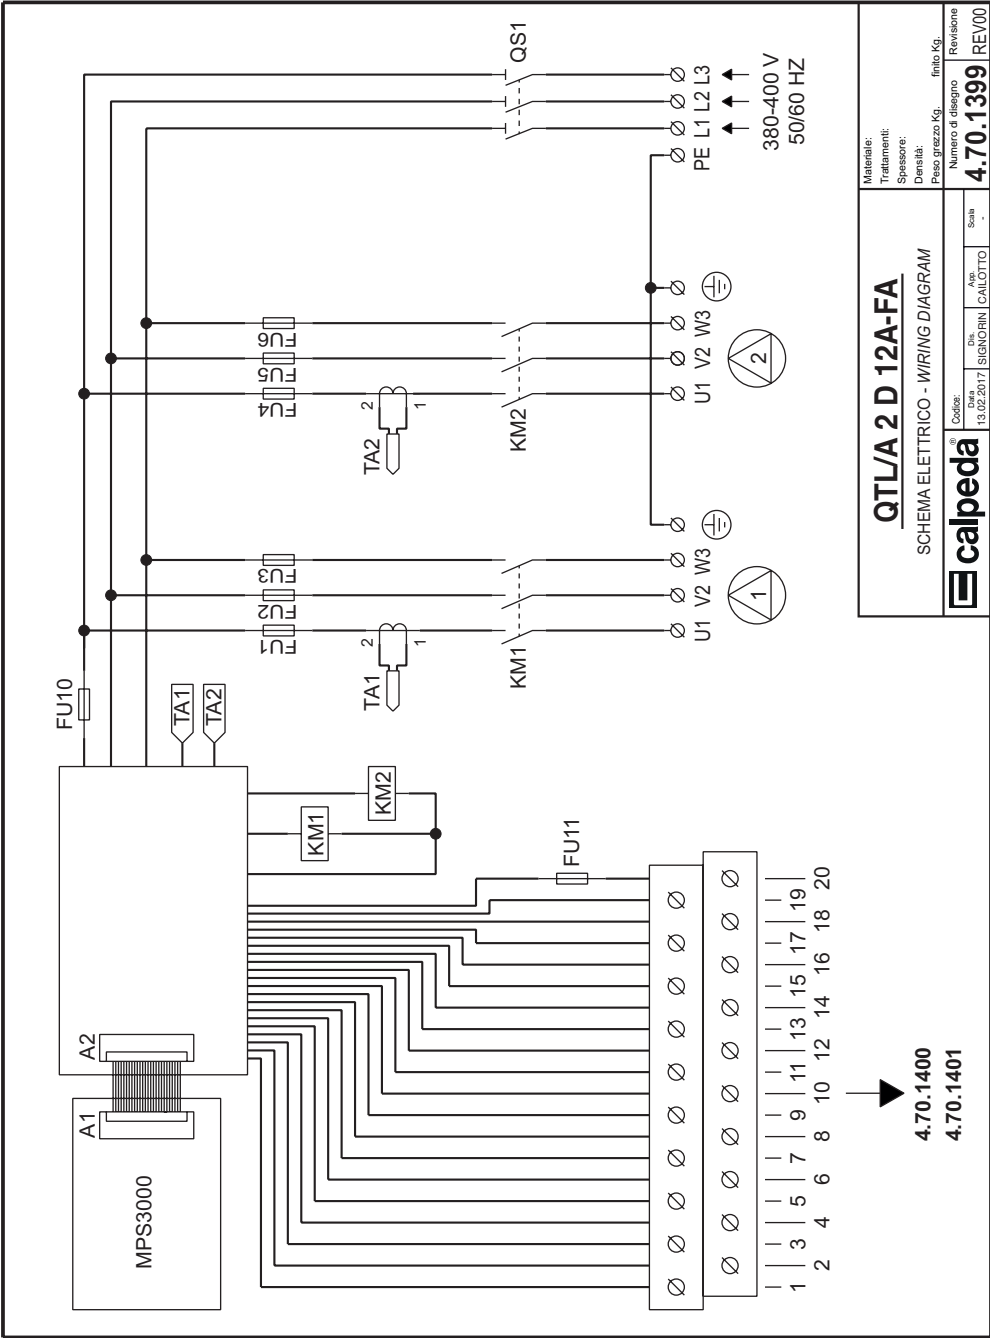 MPS3000
A1
A2
FU10
TA1
TA2
KM1
KM2
FU11
FU1
FU2
FU3
TA1
2
1
KM1
U1 V2 W3
1
FU4
FU5
FU6
TA2
2
1
KM2
U1 V2 W3
2
QS1
PE L1 L2 L3
380-400 V
50/60 HZ
1 2 3 4 5 6 7 8 9 10 11 12 13 14 15 16 17 18 19 20
4.70.1400
4.70.1401
QTL/A 2 D 12A-FA
SCHEMA ELETTRICO - WIRING DIAGRAM
Materiale:
Trattamenti:
Spessore:
Densità:
Peso grezzo Kg. finito Kg.
calpeda®
Codice:
Data
13.02.2017
Dis.
SIGNORIN
App.
CAILOTTO
Scala
-
Numero di disegno
4.70.1399
Revisione
REV00